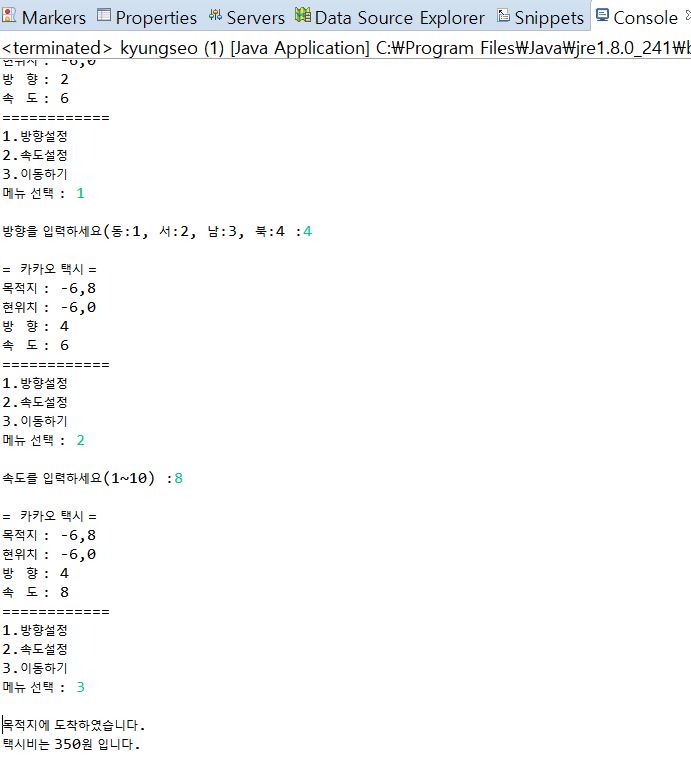 Markers Properties Servers Data Source Explorer Snippets Console
<terminated> kyungseo (1) [Java Application] C:₩Program Files₩Java₩jre1.8.0_241₩b
현위치 : -6,0
방 향 : 2
속 도 : 6
============
1.방향설정
2.속도설정
3.이동하기
메뉴 선택 : 1
방향을 입력하세요(동:1, 서:2, 남:3, 북:4 :4
= 카카오 택시 =
목적지 : -6,8
현위치 : -6,0
방 향 : 4
속 도 : 6
============
1.방향설정
2.속도설정
3.이동하기
메뉴 선택 : 2
속도를 입력하세요(1~10) :8
= 카카오 택시 =
목적지 : -6,8
현위치 : -6,0
방 향 : 4
속 도 : 8
============
1.방향설정
2.속도설정
3.이동하기
메뉴 선택 : 3
목적지에 도착하였습니다.
택시비는 350원 입니다.